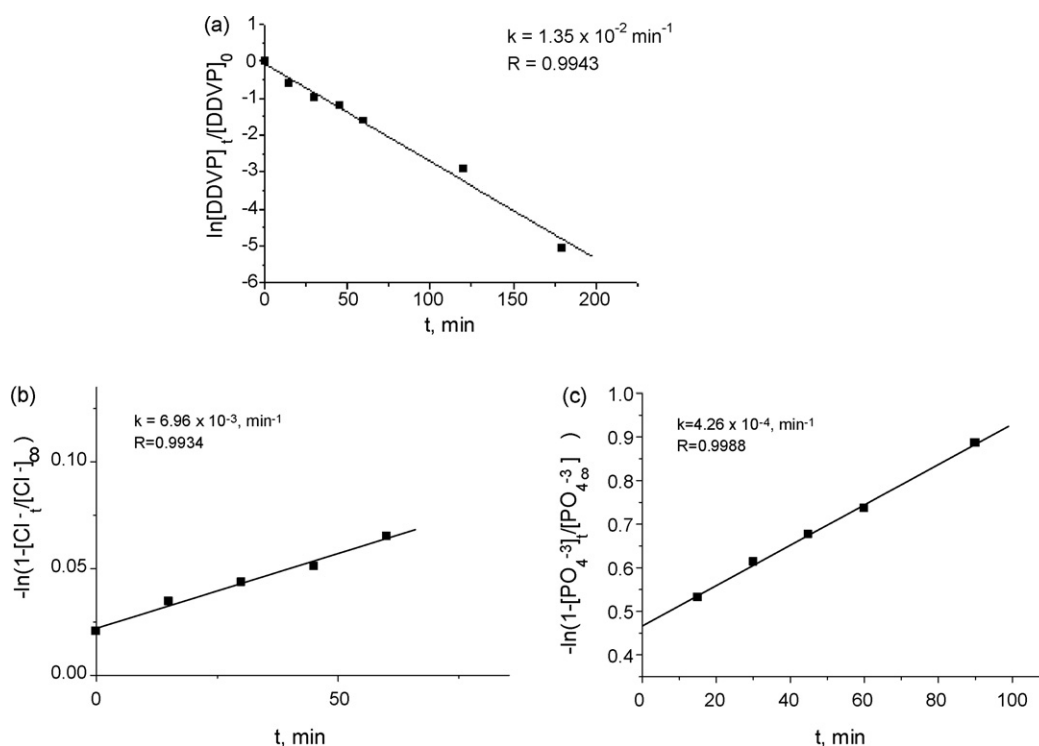 (a)
k = 1.35 x 10⁻² min⁻¹
R = 0.9943
1
0
-1
-2
-3
-4
-5
-6
ln[DDVP]t/[DDVP]0
0 50 100 150 200
t, min
(b)
k = 6.96 x 10⁻³, min⁻¹
R=0.9934
0.10
0.05
0.00
-ln(1-[Cl⁻t/[Cl⁻]∞)
0 50
t, min
(c)
k=4.26 x 10⁻⁴, min⁻¹
R=0.9988
1.0
0.9
0.8
0.7
0.6
0.5
0.4
-ln(1-[PO₄⁻³]t/[PO₄⁻³∞] )
0 20 40 60 80 100
t, min